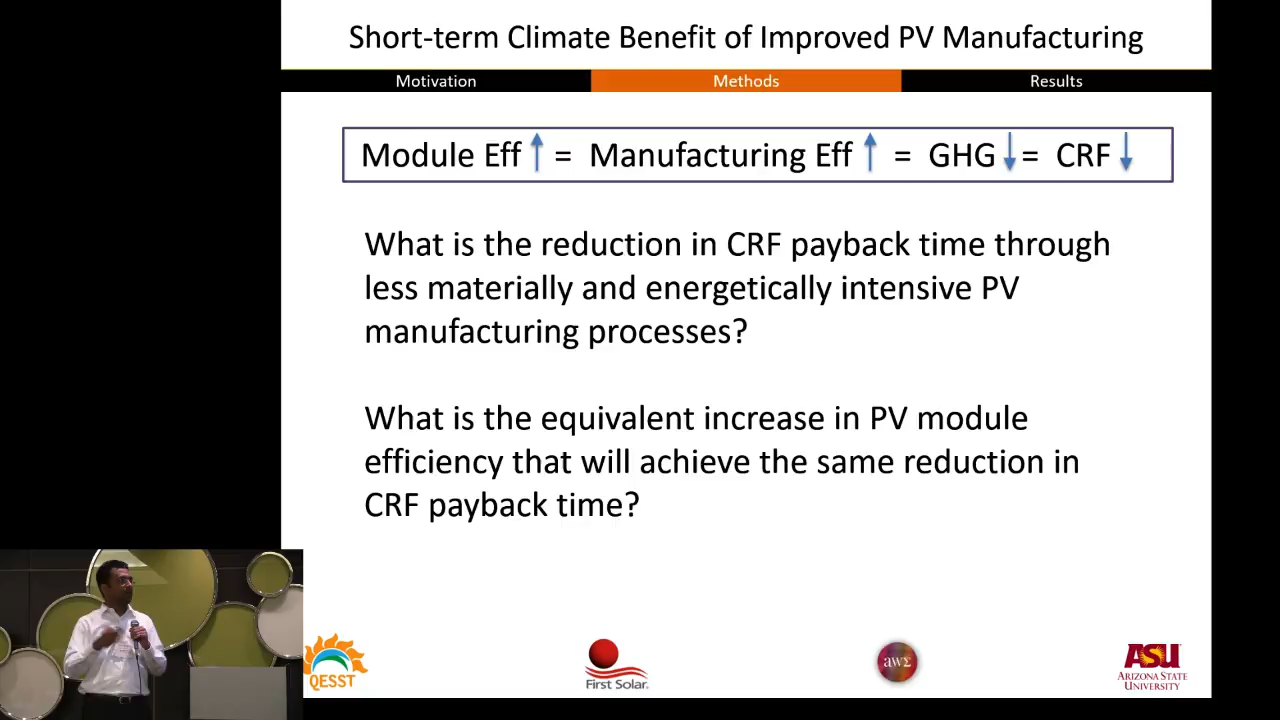 Short-term Climate Benefit of Improved PV Manufacturing
Motivation
Methods
Results
Module Eff ↑ = Manufacturing Eff ↑ = GHG ↓ = CRF ↓
What is the reduction in CRF payback time through
less materially and energetically intensive PV
manufacturing processes?
What is the equivalent increase in PV module
efficiency that will achieve the same reduction in
CRF payback time?
QESST
First Solar.
awΣ
ASU
ARIZONA STATE
UNIVERSITY